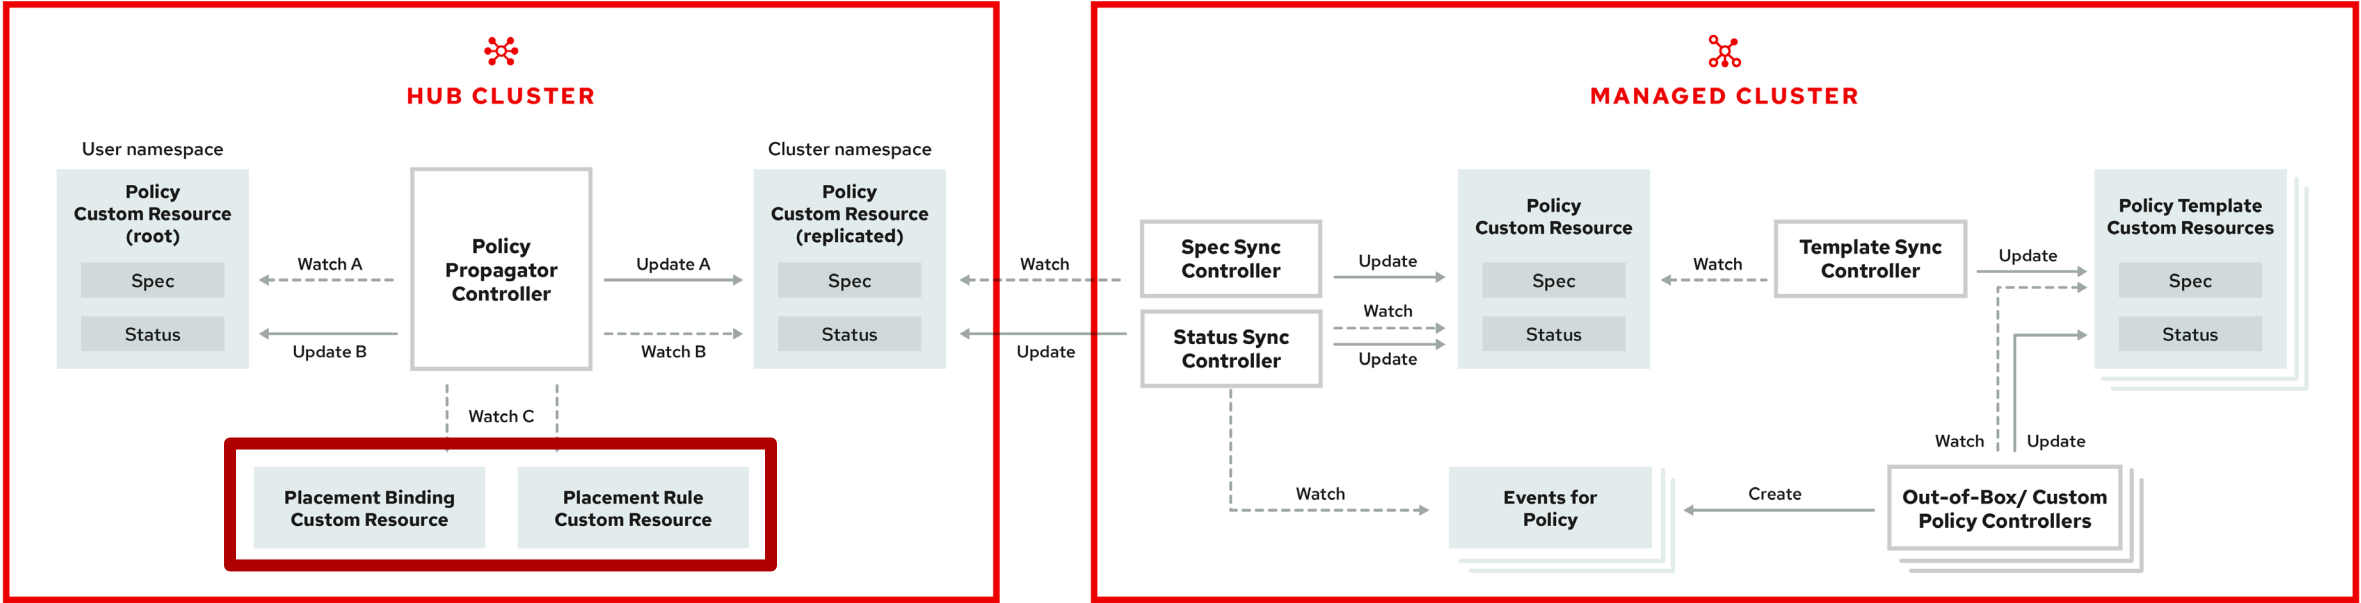 HUB CLUSTER
User namespace
Policy
Custom Resource
(root)
Spec
Status
Watch A
Update B
Policy
Propagator
Controller
Update A
Watch B
Cluster namespace
Policy
Custom Resource
(replicated)
Spec
Status
Watch C
Placement Binding
Custom Resource
Placement Rule
Custom Resource
Watch
Update
MANAGED CLUSTER
Spec Sync
Controller
Status Sync
Controller
Update
Watch
Update
Policy
Custom Resource
Spec
Status
Watch
Template Sync
Controller
Update
Policy Template
Custom Resources
Spec
Status
Watch
Update
Watch
Events for
Policy
Create
Out-of-Box/ Custom
Policy Controllers